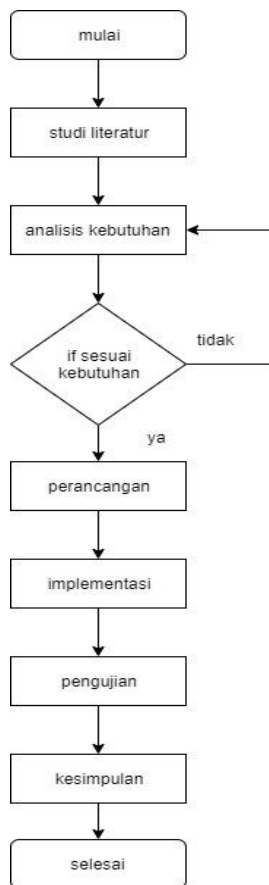 mulai
studi literatur
analisis kebutuhan
if sesuai
kebutuhan
tidak
ya
perancangan
implementasi
pengujian
kesimpulan
selesai